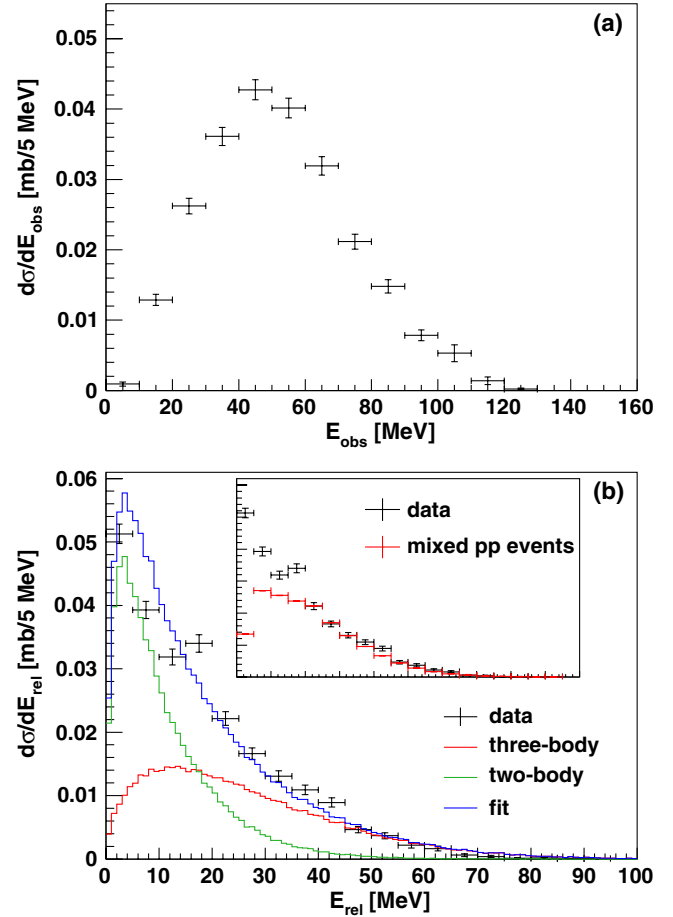 (a)
dσ/dE_obs [mb/5 MeV]
0.05
0.04
0.03
0.02
0.01
0
0 20 40 60 80 100 120 140 160
E_obs [MeV]
(b)
dσ/dE_rel [mb/5 MeV]
0.06
0.05
0.04
0.03
0.02
0.01
0
data
mixed pp events
data
three-body
two-body
fit
0 10 20 30 40 50 60 70 80 90 100
E_rel [MeV]